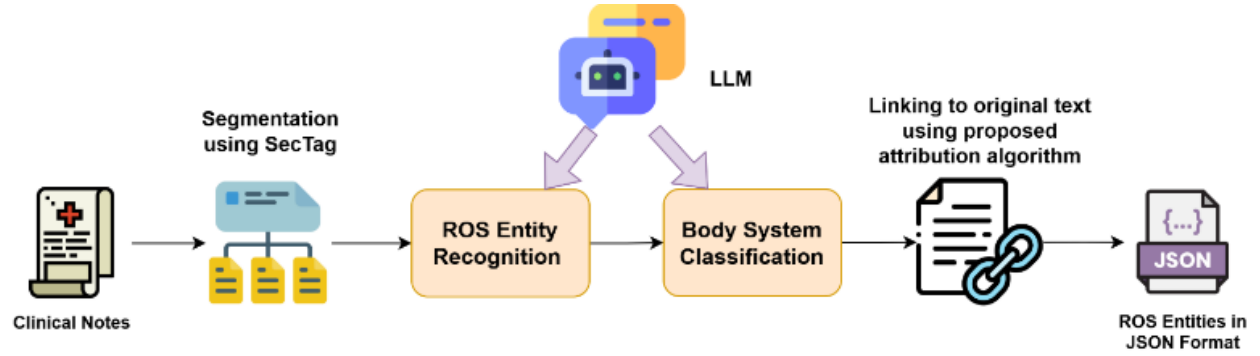 LLM
Segmentation
using SecTag
Linking to original text
using proposed
attribution algorithm
ROS Entity
Recognition
Body System
Classification
{...}
JSON
Clinical Notes
ROS Entities in
JSON Format